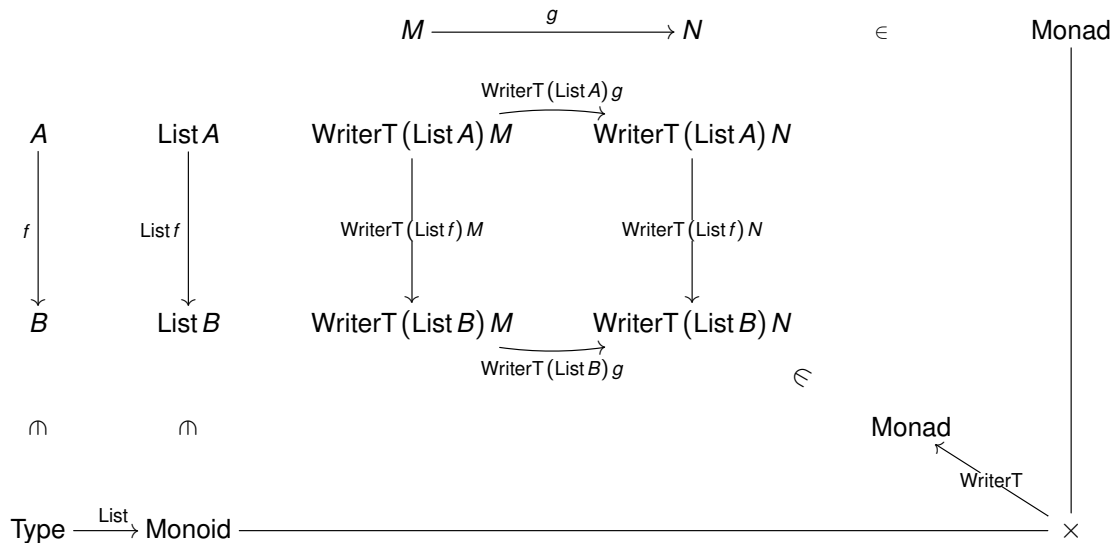 g
M N ∈ Monad
WriterT (List A) g
A List A WriterT (List A) M WriterT (List A) N
f List f WriterT (List f) M WriterT (List f) N
B List B WriterT (List B) M WriterT (List B) N
WriterT (List B) g
∈
∈ ∈ Monad
WriterT
List
Type Monoid ×